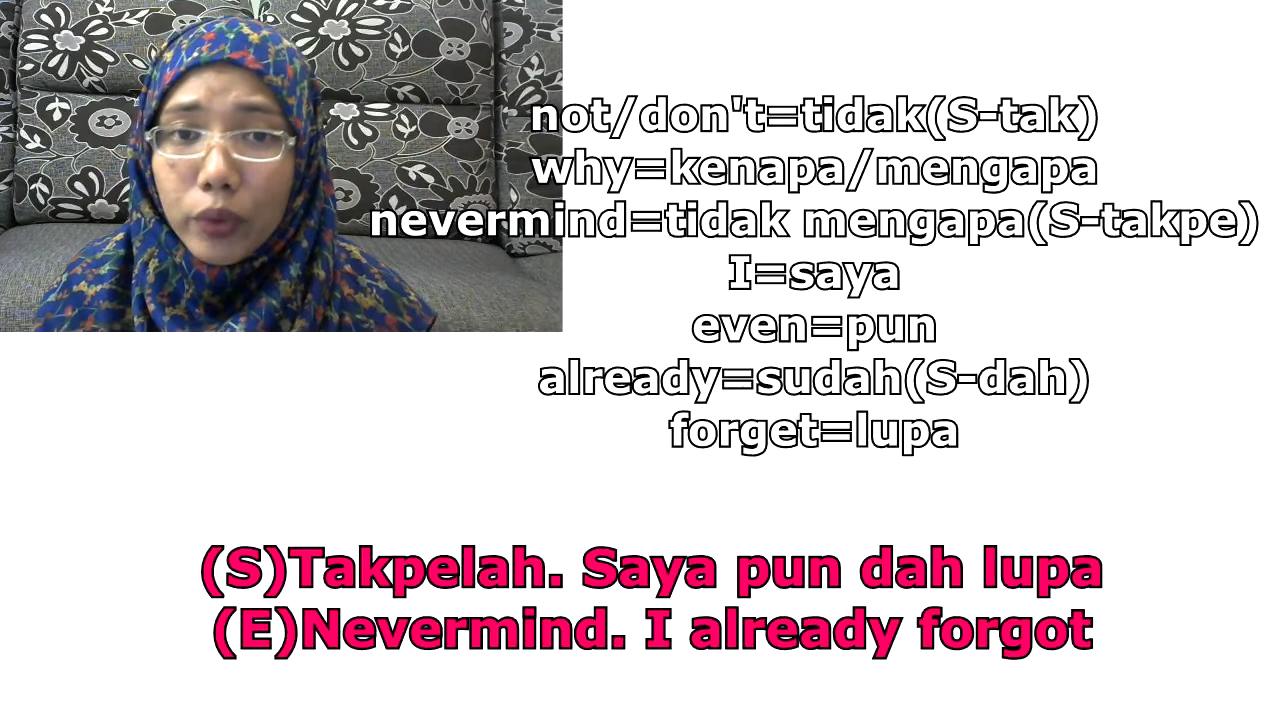 not/don't=tidak(S-tak)
why=kenapa/mengapa
nevermind=tidak mengapa(S-takpe)
I=saya
even=pun
already=sudah(S-dah)
forget=lupa
(S)Takpelah. Saya pun dah lupa
(E)Nevermind. I already forgot